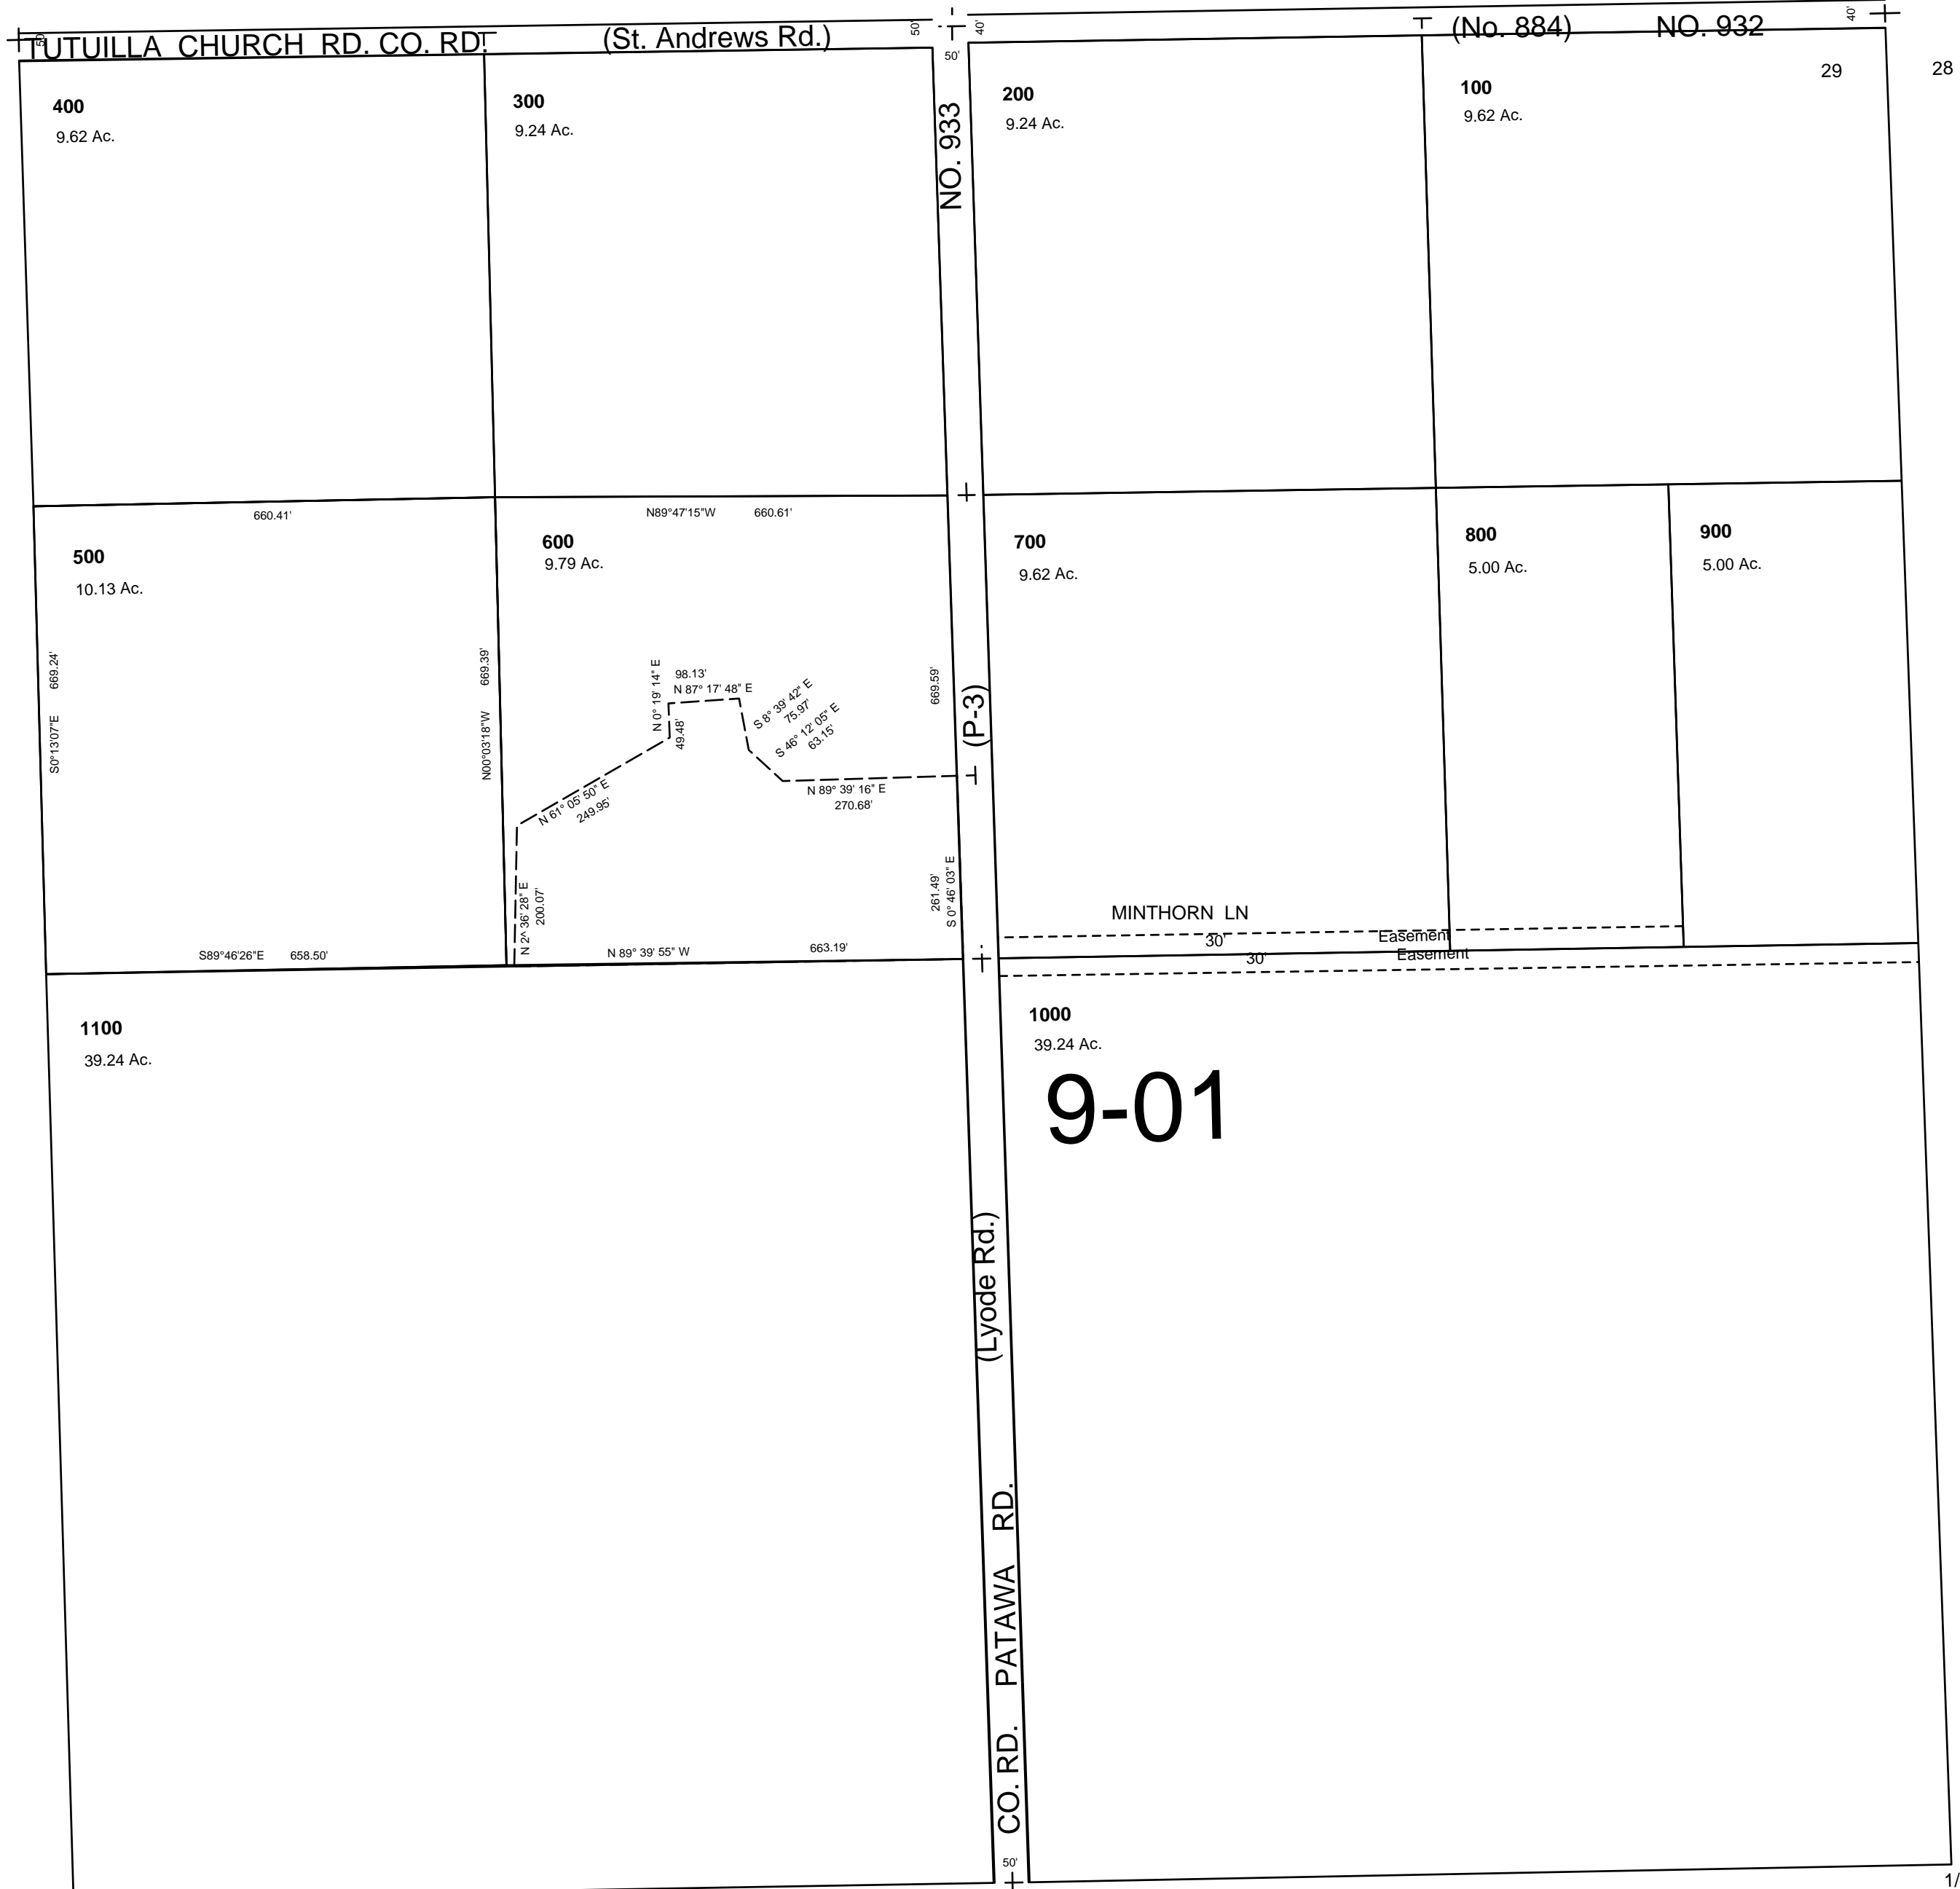 TUTUILLA CHURCH RD. CO. RD. (St. Andrews Rd.) (No. 884) NO. 932
50' 50' 40' 40'
50'
29 28
400
9.62 Ac.
300
9.24 Ac.
NO. 933
200
9.24 Ac.
100
9.62 Ac.
660.41'
N89°47'15"W 660.61'
500
10.13 Ac.
600
9.79 Ac.
700
9.62 Ac.
800
5.00 Ac.
900
5.00 Ac.
S0°13'07"E 669.24'
N00°03'18"W 669.39'
N 0° 19' 14" E
49.48'
98.13'
N 87° 17' 48" E
S 8° 39' 42" E
75.97'
S 46° 12' 05" E
63.15'
669.59'
(P-3)
N 61° 05' 50" E
249.95'
N 89° 39' 16" E
270.68'
N 2^ 36' 28" E
200.07'
261.49'
S 0° 46' 03" E
MINTHORN LN
30' Easement
30' Easement
S89°46'26"E 658.50'
N 89° 39' 55" W 663.19'
1100
39.24 Ac.
1000
39.24 Ac.
9-01
(Lyode Rd.)
CO. RD. PATAWA RD.
50'
1/